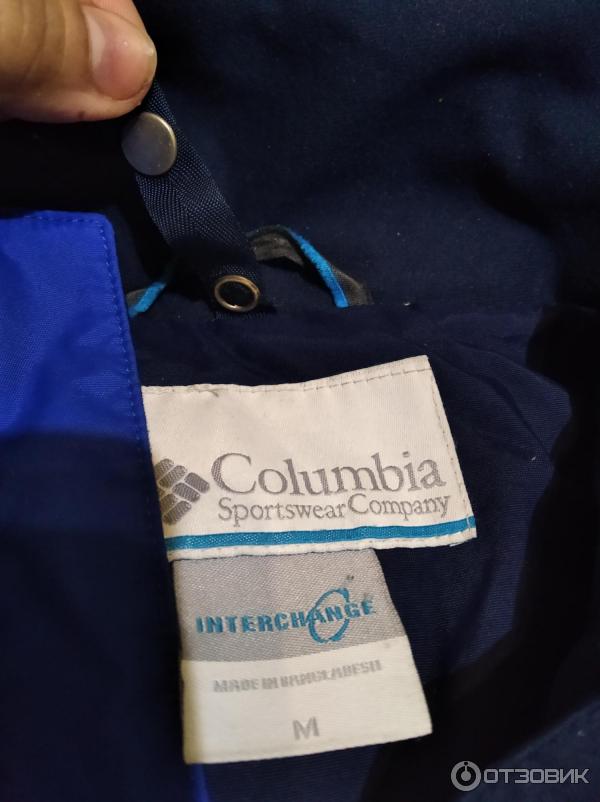 Columbia
Sportswear Company
INTERCHANGE
MADE IN BANGLADESH
M
ОТЗОВИК